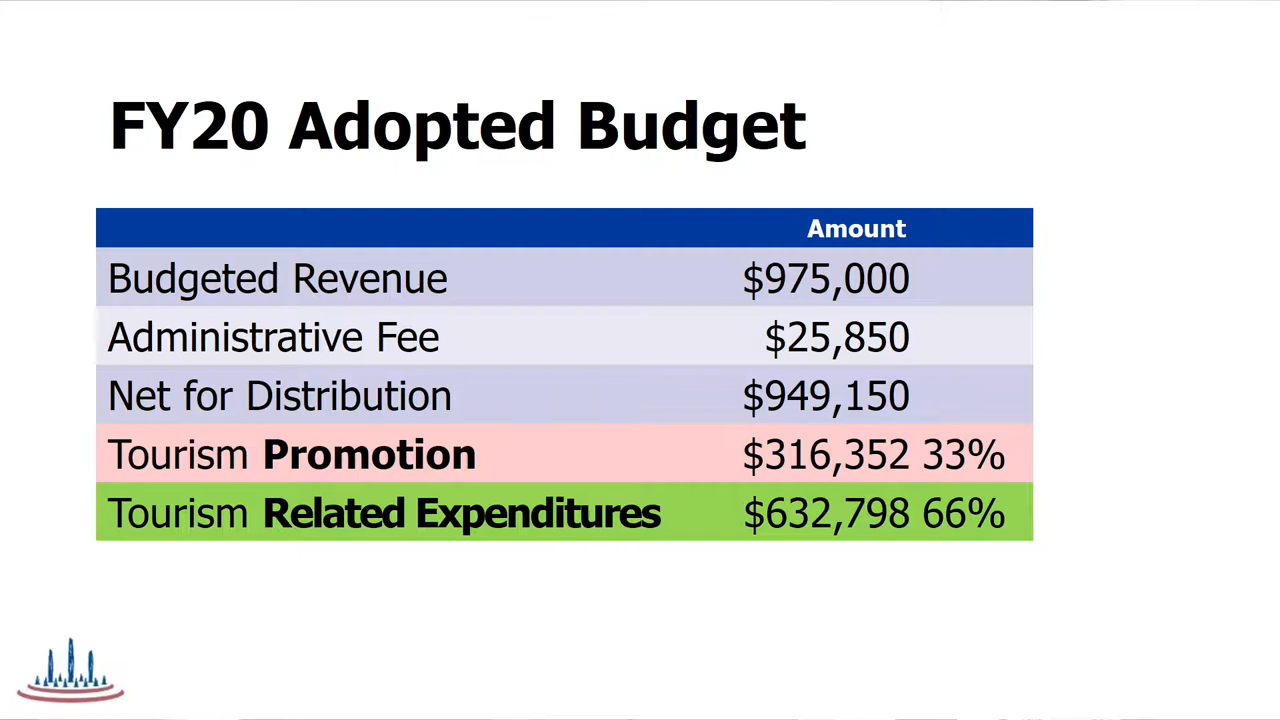 FY20 Adopted Budget
Amount
Budgeted Revenue $975,000
Administrative Fee $25,850
Net for Distribution $949,150
Tourism Promotion $316,352 33%
Tourism Related Expenditures $632,798 66%